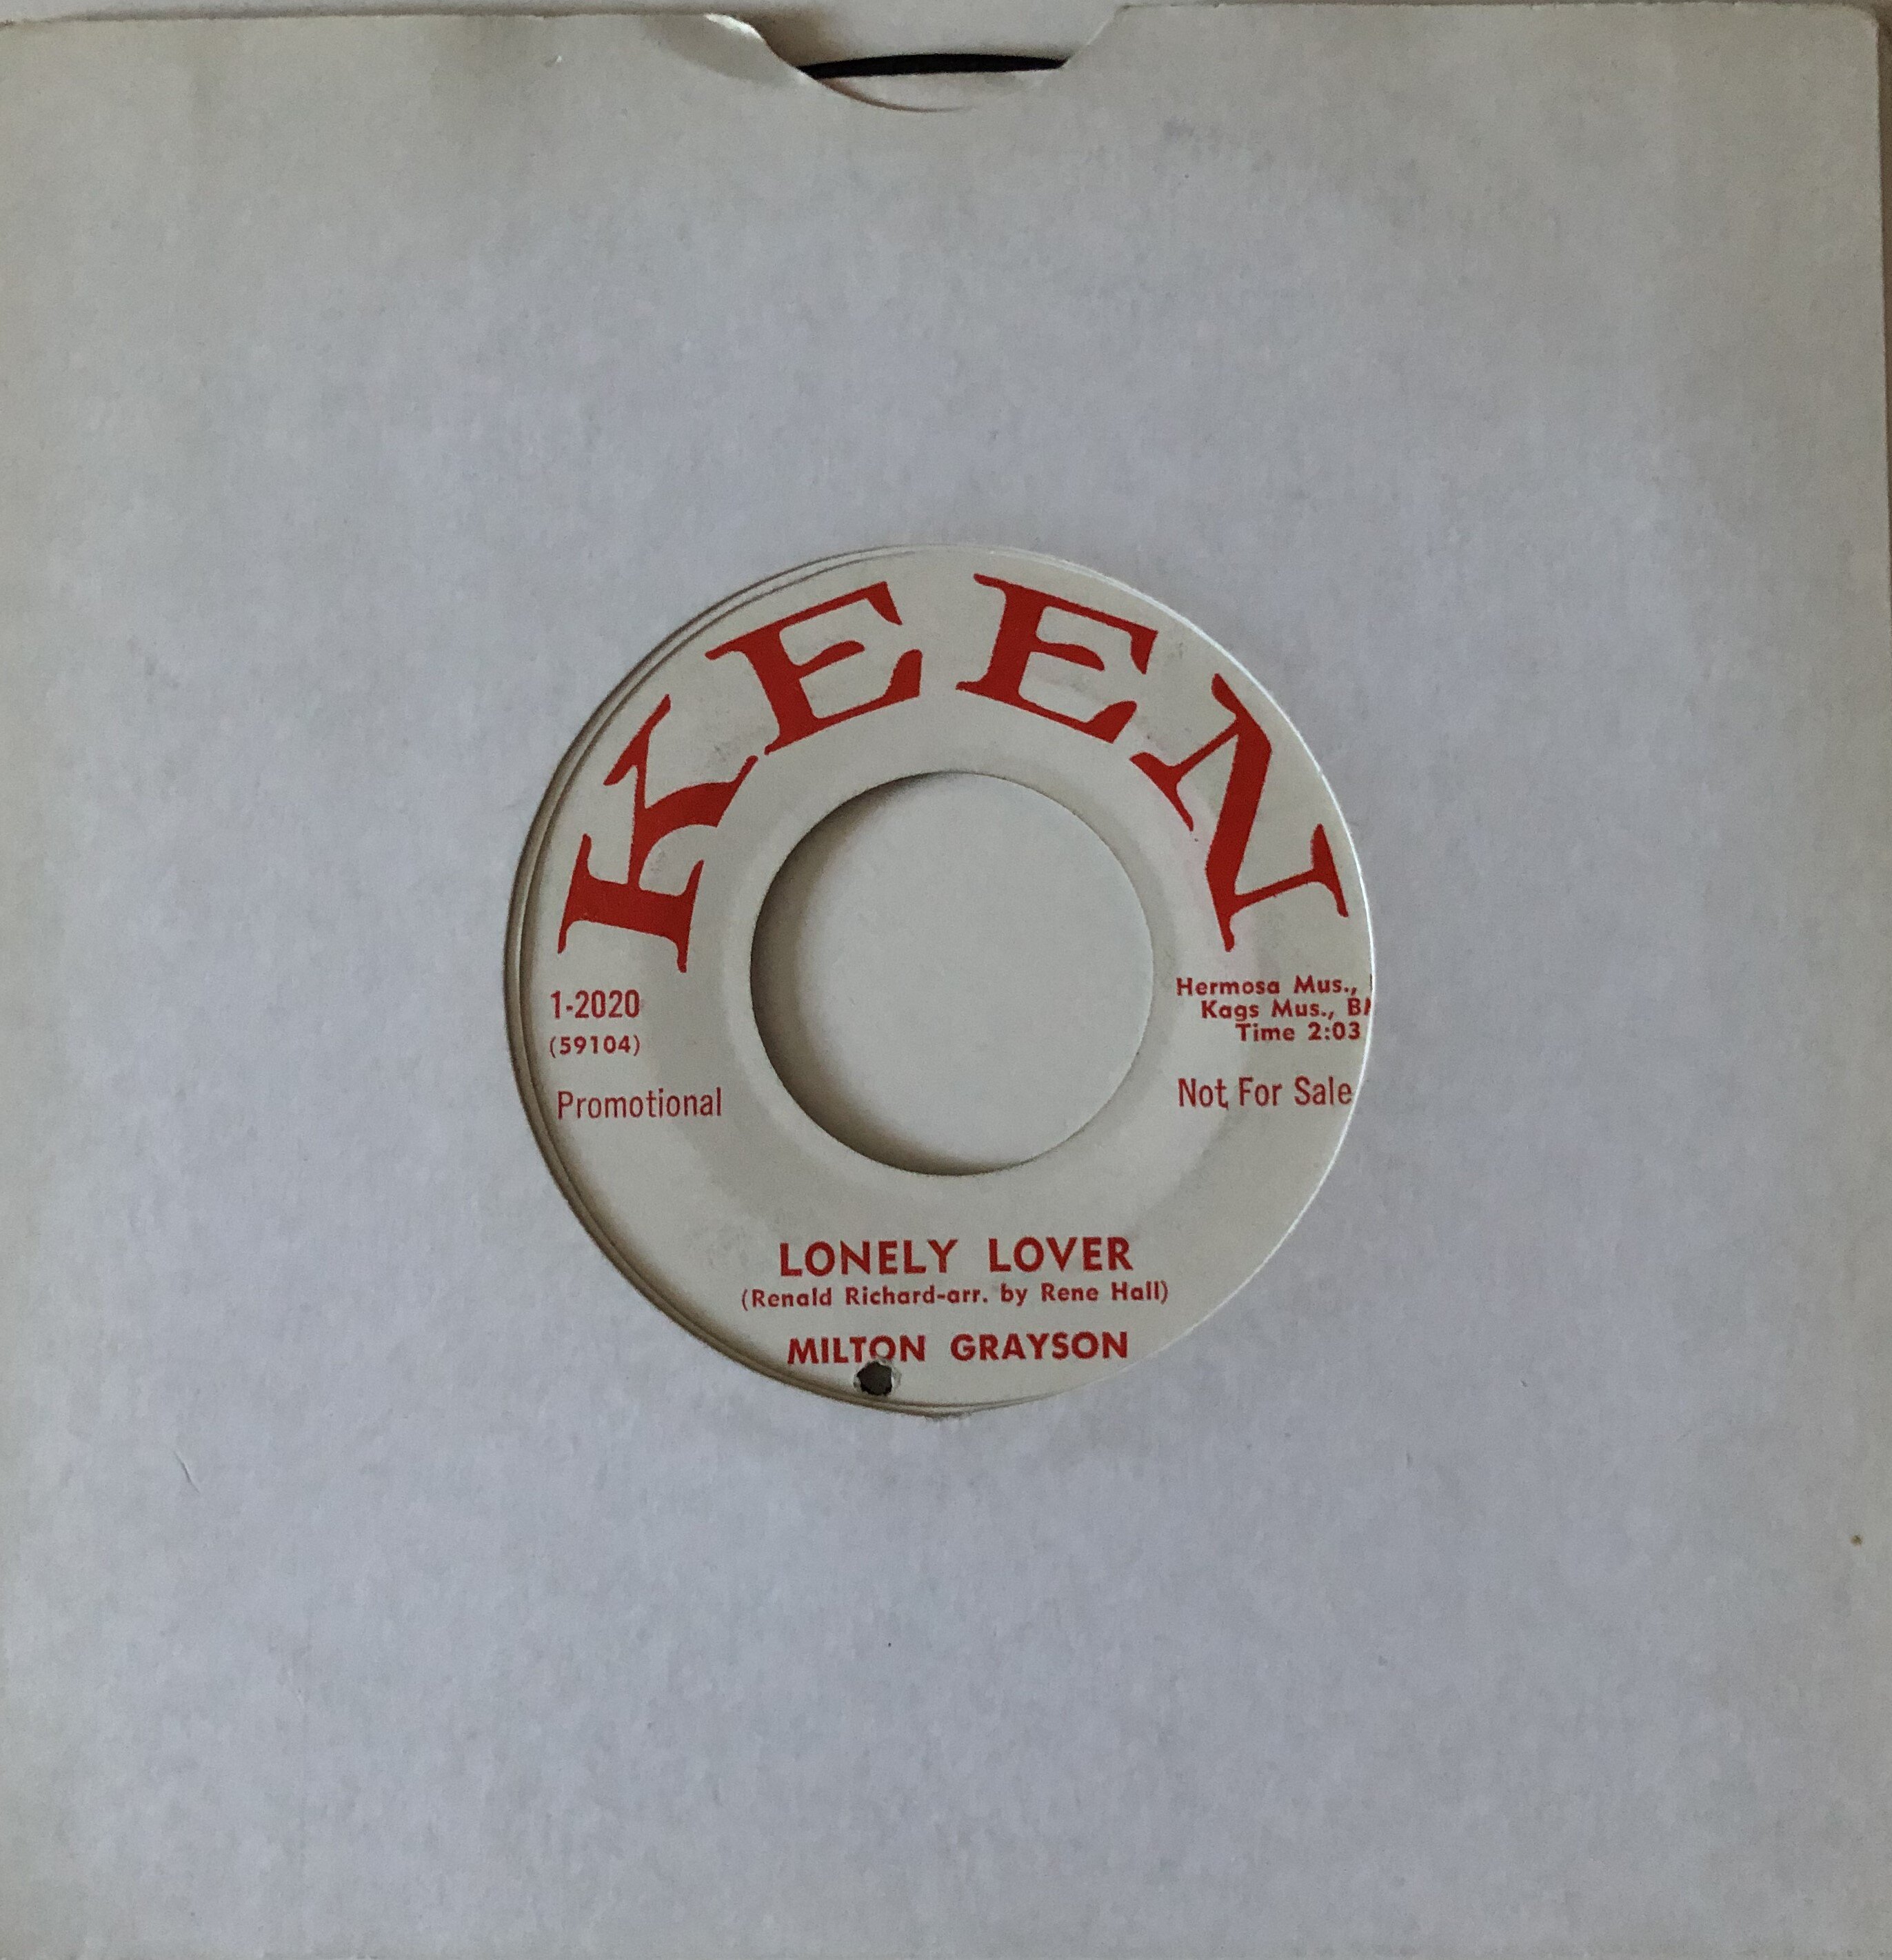 KEEN
1-2020
(59104)
Promotional
Hermosa Mus.,
Kags Mus.,
Time 2:03
Not For Sale
LONELY LOVER
(Renald Richard-arr. by Rene Hall)
MILTON GRAYSON